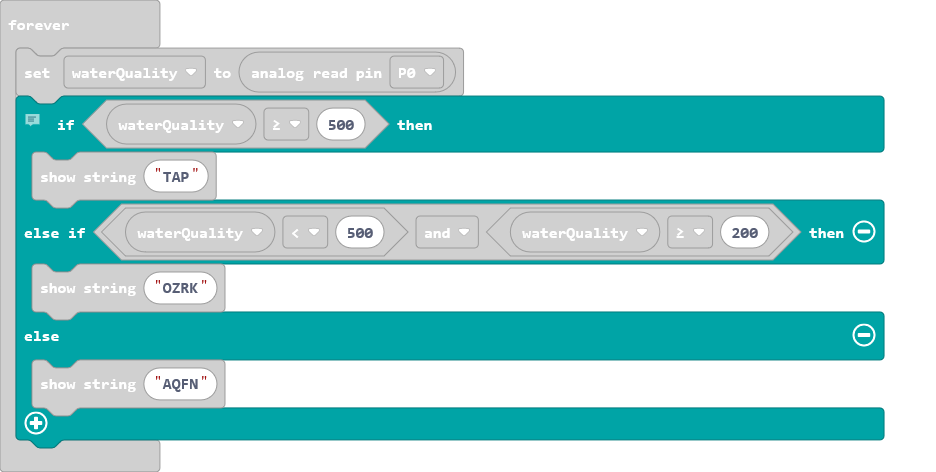 forever
set waterQuality to analog read pin P0
if waterQuality ≥ 500 then
show string "TAP"
else if waterQuality < 500 and waterQuality ≥ 200 then
show string "OZRK"
else
show string "AQFN"